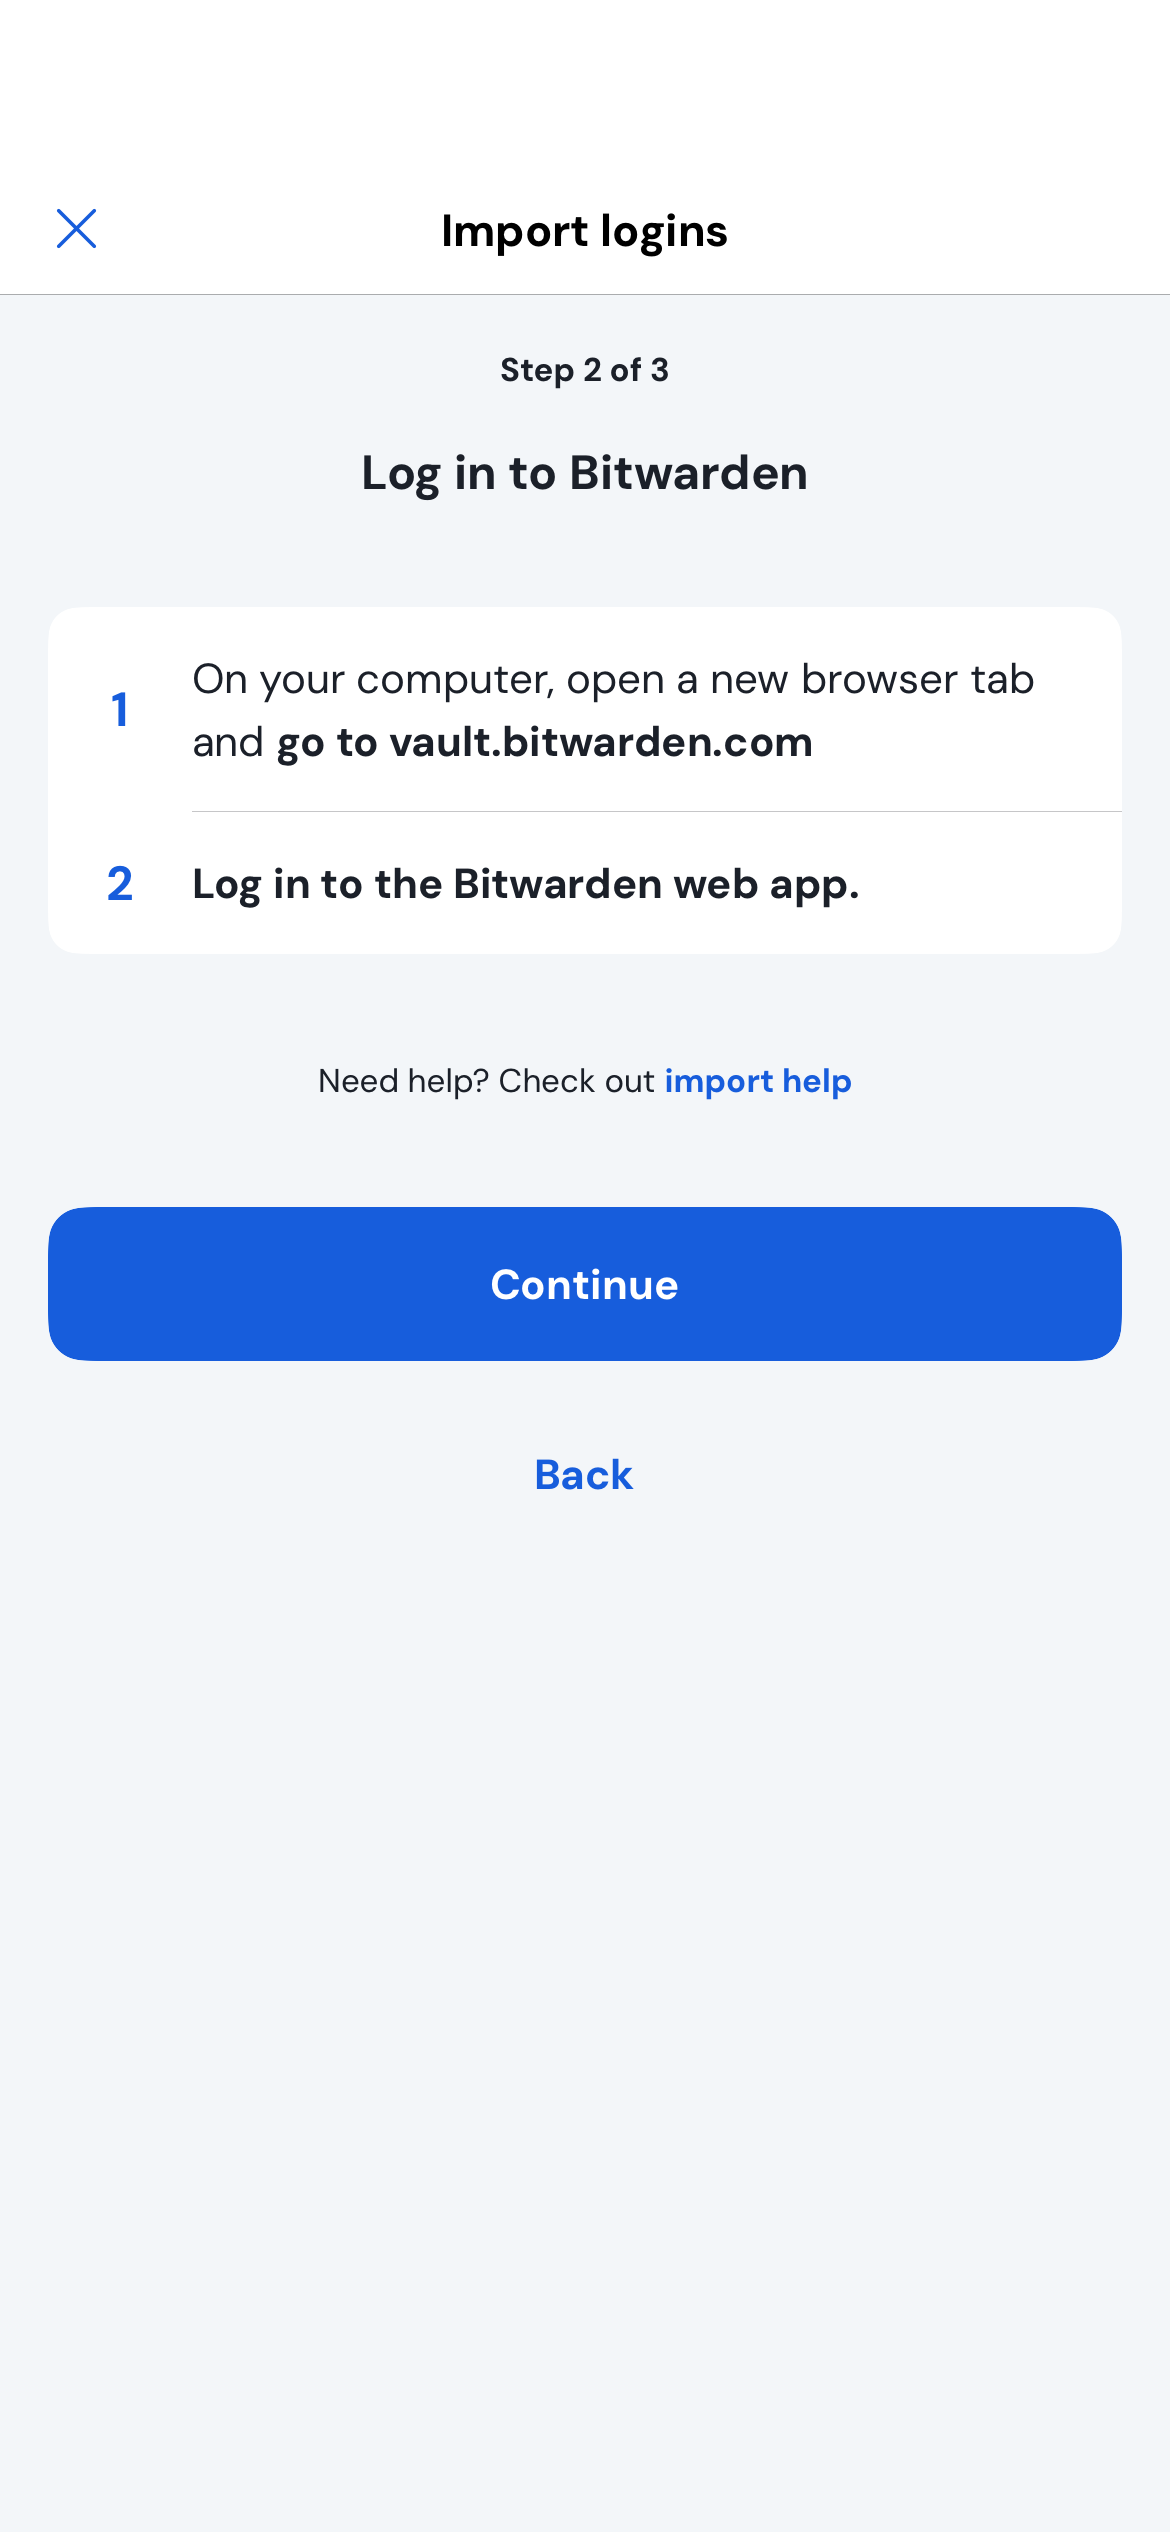 Import logins
Step 2 of 3
Log in to Bitwarden
1
On your computer, open a new browser tab
and go to vault.bitwarden.com
2
Log in to the Bitwarden web app.
Need help? Check out import help
Continue
Back